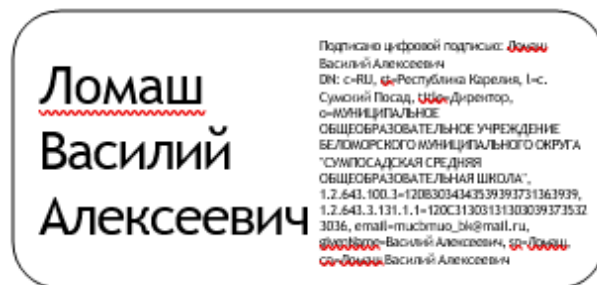 Ломаш
Василий
Алексеевич
Подписано цифровой подписью: Ломаш
Василий Алексеевич
DN: c=RU, st=Республика Карелия, l=с.
Сумский Посад, title=Директор,
o=МУНИЦИПАЛЬНОЕ
ОБЩЕОБРАЗОВАТЕЛЬНОЕ УЧРЕЖДЕНИЕ
БЕЛОМОРСКОГО МУНИЦИПАЛЬНОГО ОКРУГА
"СУМПОСАДСКАЯ СРЕДНЯЯ
ОБЩЕОБРАЗОВАТЕЛЬНАЯ ШКОЛА",
1.2.643.100.3=120B3034343539393731363939,
1.2.643.3.131.1.1=120C31303131303039373532
3036, email=mucbmuo_bk@mail.ru,
givenName=Василий Алексеевич, sn=Ломаш,
cn=Ломаш Василий Алексеевич